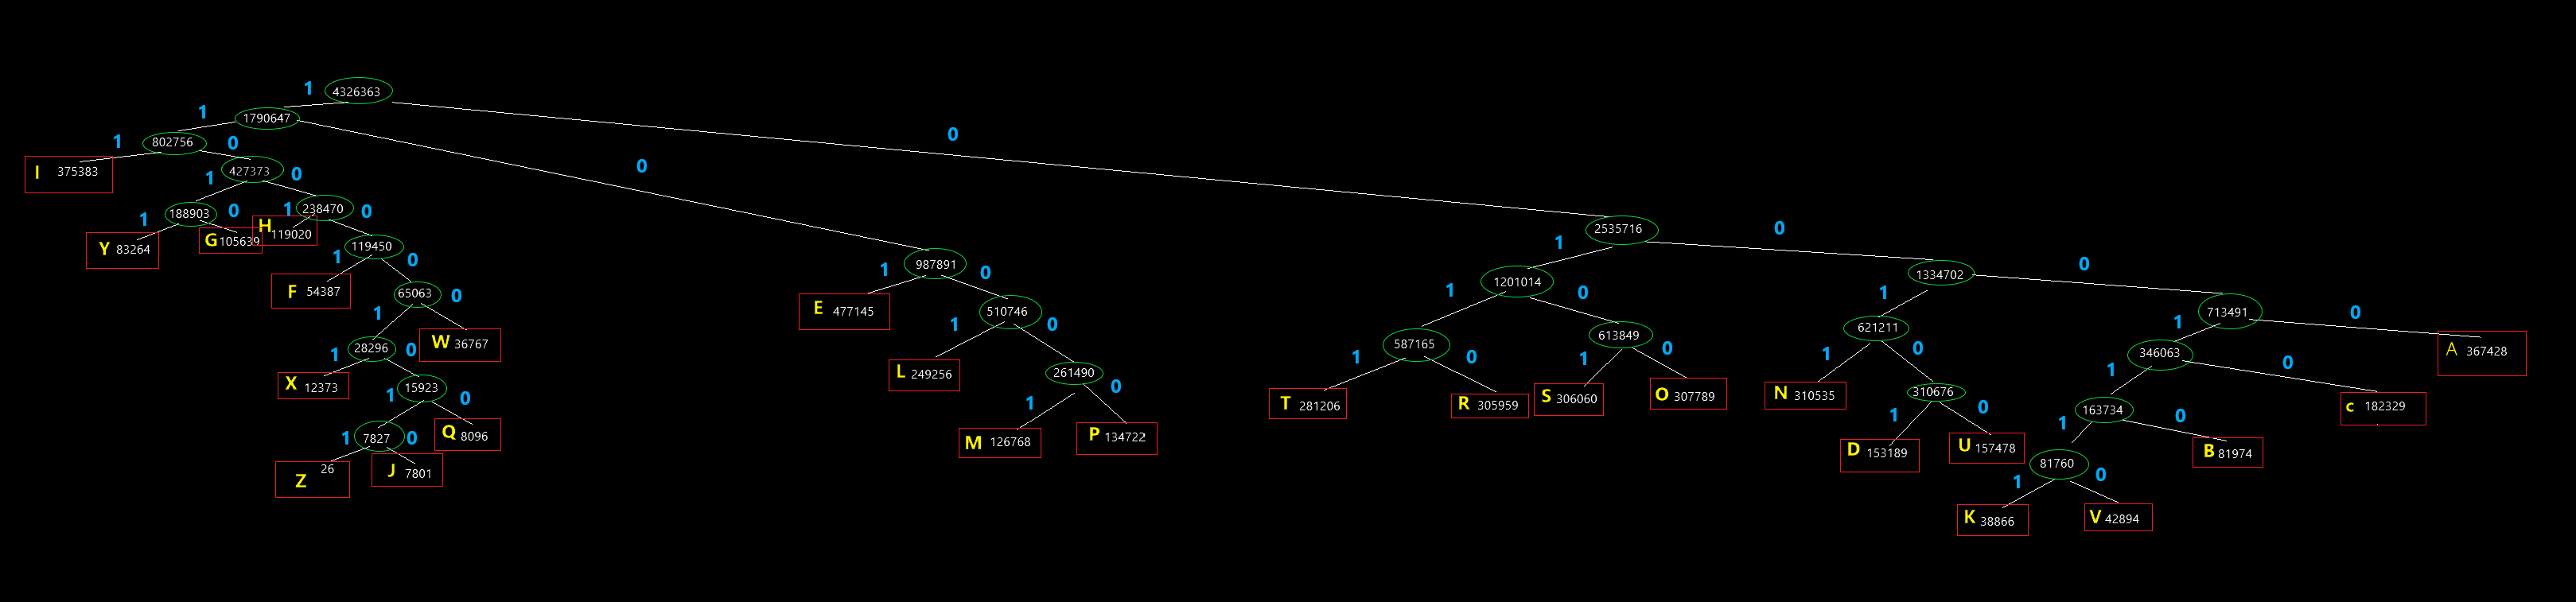 1 4326363
1 1790647
0
1 802756 0
0
I 375383
427373
1 0
188903
1 0
1 238470 0
Y 83264
G 105639
H 119020
119450
1 0
F 54387
65063 0
1
28296
1 0
W 36767
X 12373
15923
1 0
7827
1 0
Q 8096
Z 26
J 7801
987891
1 0
E 477145
510746
1 0
L 249256
261490
1 0
M 126768
P 134722
2535716
1 0
1201014
1 0
587165
1 0
T 281206
R 305959
613849
1 0
S 306060
O 307789
1334702
1 0
621211
1 0
N 310535
310676
1 0
D 153189
U 157478
713491
1 0
346063
1 0
A 367428
163734
1 0
c 182329
81760
1 0
B 81974
K 38866
V 42894